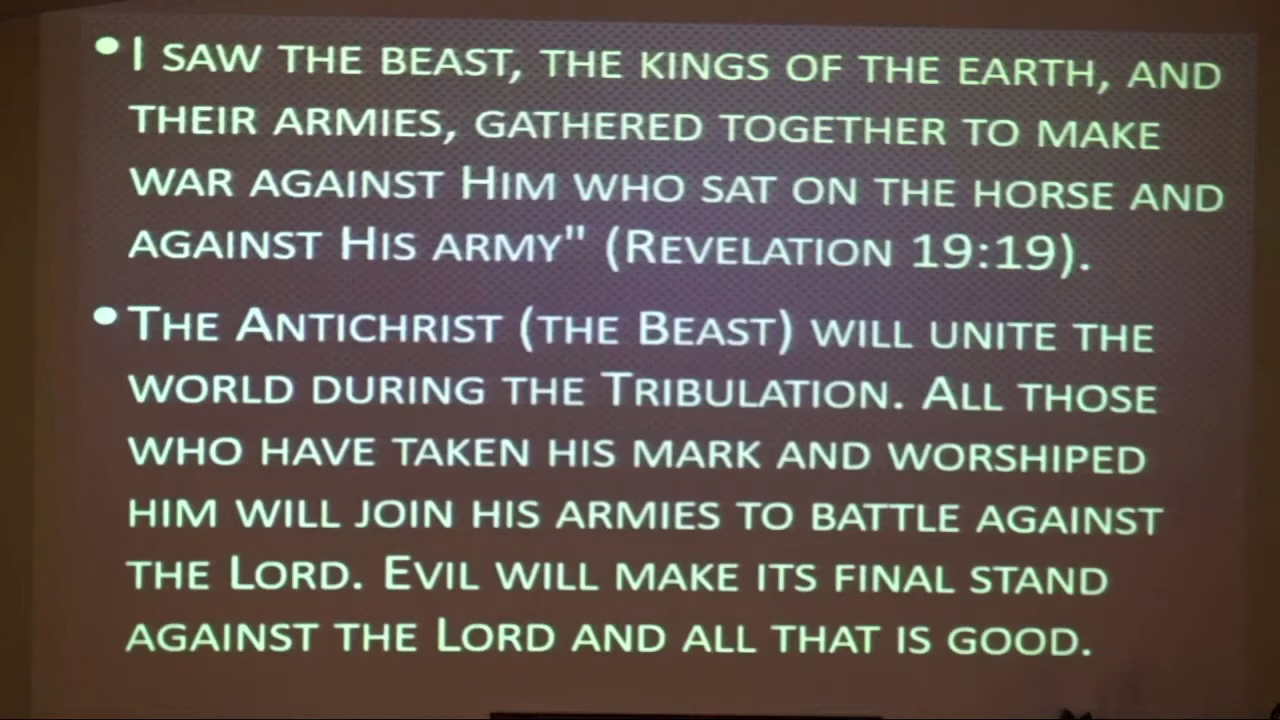 • I SAW THE BEAST, THE KINGS OF THE EARTH, AND
THEIR ARMIES, GATHERED TOGETHER TO MAKE
WAR AGAINST HIM WHO SAT ON THE HORSE AND
AGAINST HIS ARMY" (REVELATION 19:19).
• THE ANTICHRIST (THE BEAST) WILL UNITE THE
WORLD DURING THE TRIBULATION. ALL THOSE
WHO HAVE TAKEN HIS MARK AND WORSHIPED
HIM WILL JOIN HIS ARMIES TO BATTLE AGAINST
THE LORD. EVIL WILL MAKE ITS FINAL STAND
AGAINST THE LORD AND ALL THAT IS GOOD.